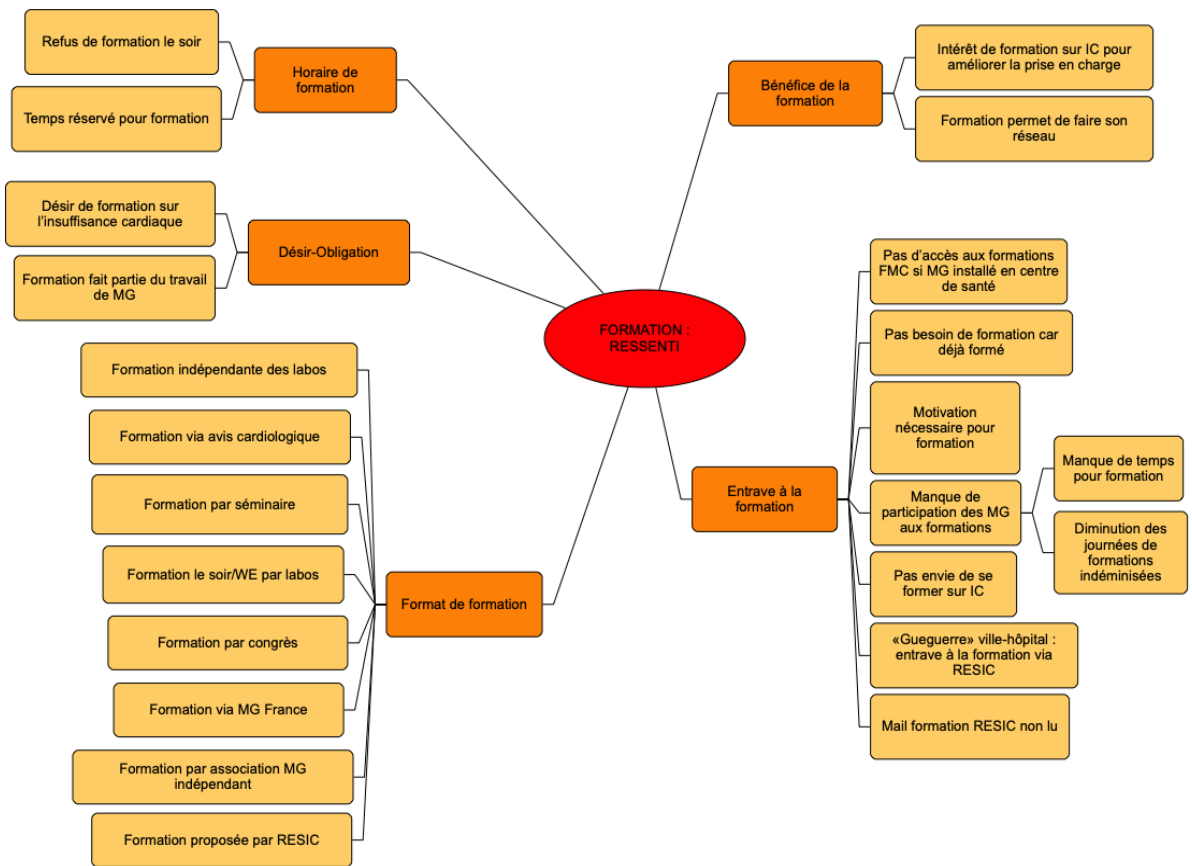 Refus de formation le soir
Temps réservé pour formation
Horaire de
formation
Désir de formation sur
l'insuffisance cardiaque
Formation fait partie du travail
de MG
Désir-Obligation
Formation indépendante des labos
Formation via avis cardiologique
Formation par séminaire
Formation le soir/WE par labos
Formation par congrès
Formation via MG France
Formation par association MG
indépendant
Formation proposée par RESIC
Format de formation
FORMATION :
RESSENTI
Bénéfice de la
formation
Intérêt de formation sur IC pour
améliorer la prise en charge
Formation permet de faire son
réseau
Entrave à la
formation
Pas d'accès aux formations
FMC si MG installé en centre
de santé
Pas besoin de formation car
déjà formé
Motivation
nécessaire pour
formation
Manque de
participation des MG
aux formations
Manque de temps
pour formation
Diminution des
journées de
formations
indéminisées
Pas envie de se
former sur IC
«Gueguerre» ville-hôpital :
entrave à la formation via
RESIC
Mail formation RESIC non lu